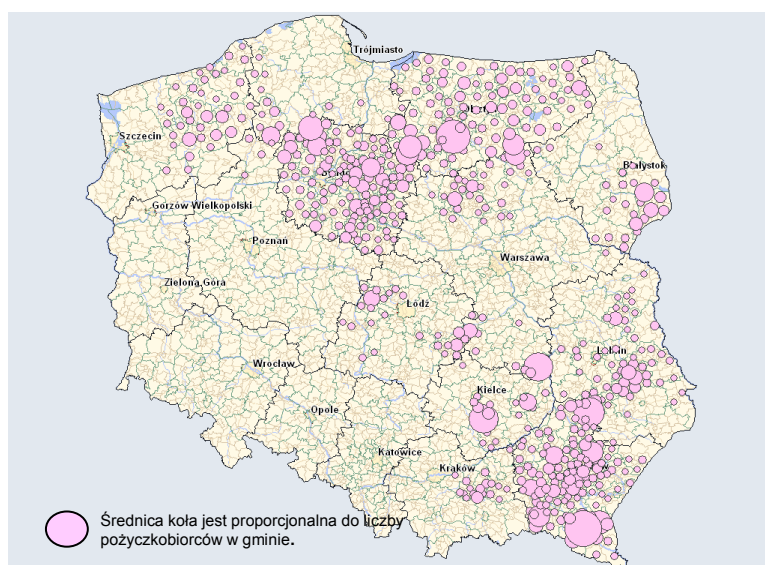 Trójmiasto
Szczecin
Białystok
Gorzów Wielkopolski
Poznań
Warszawa
Zielona Góra
Łódź
Wrocław
Kielce
Opole
Katowice
Kraków
Średnica koła jest proporcjonalna do liczby
pożyczkobiorców w gminie.